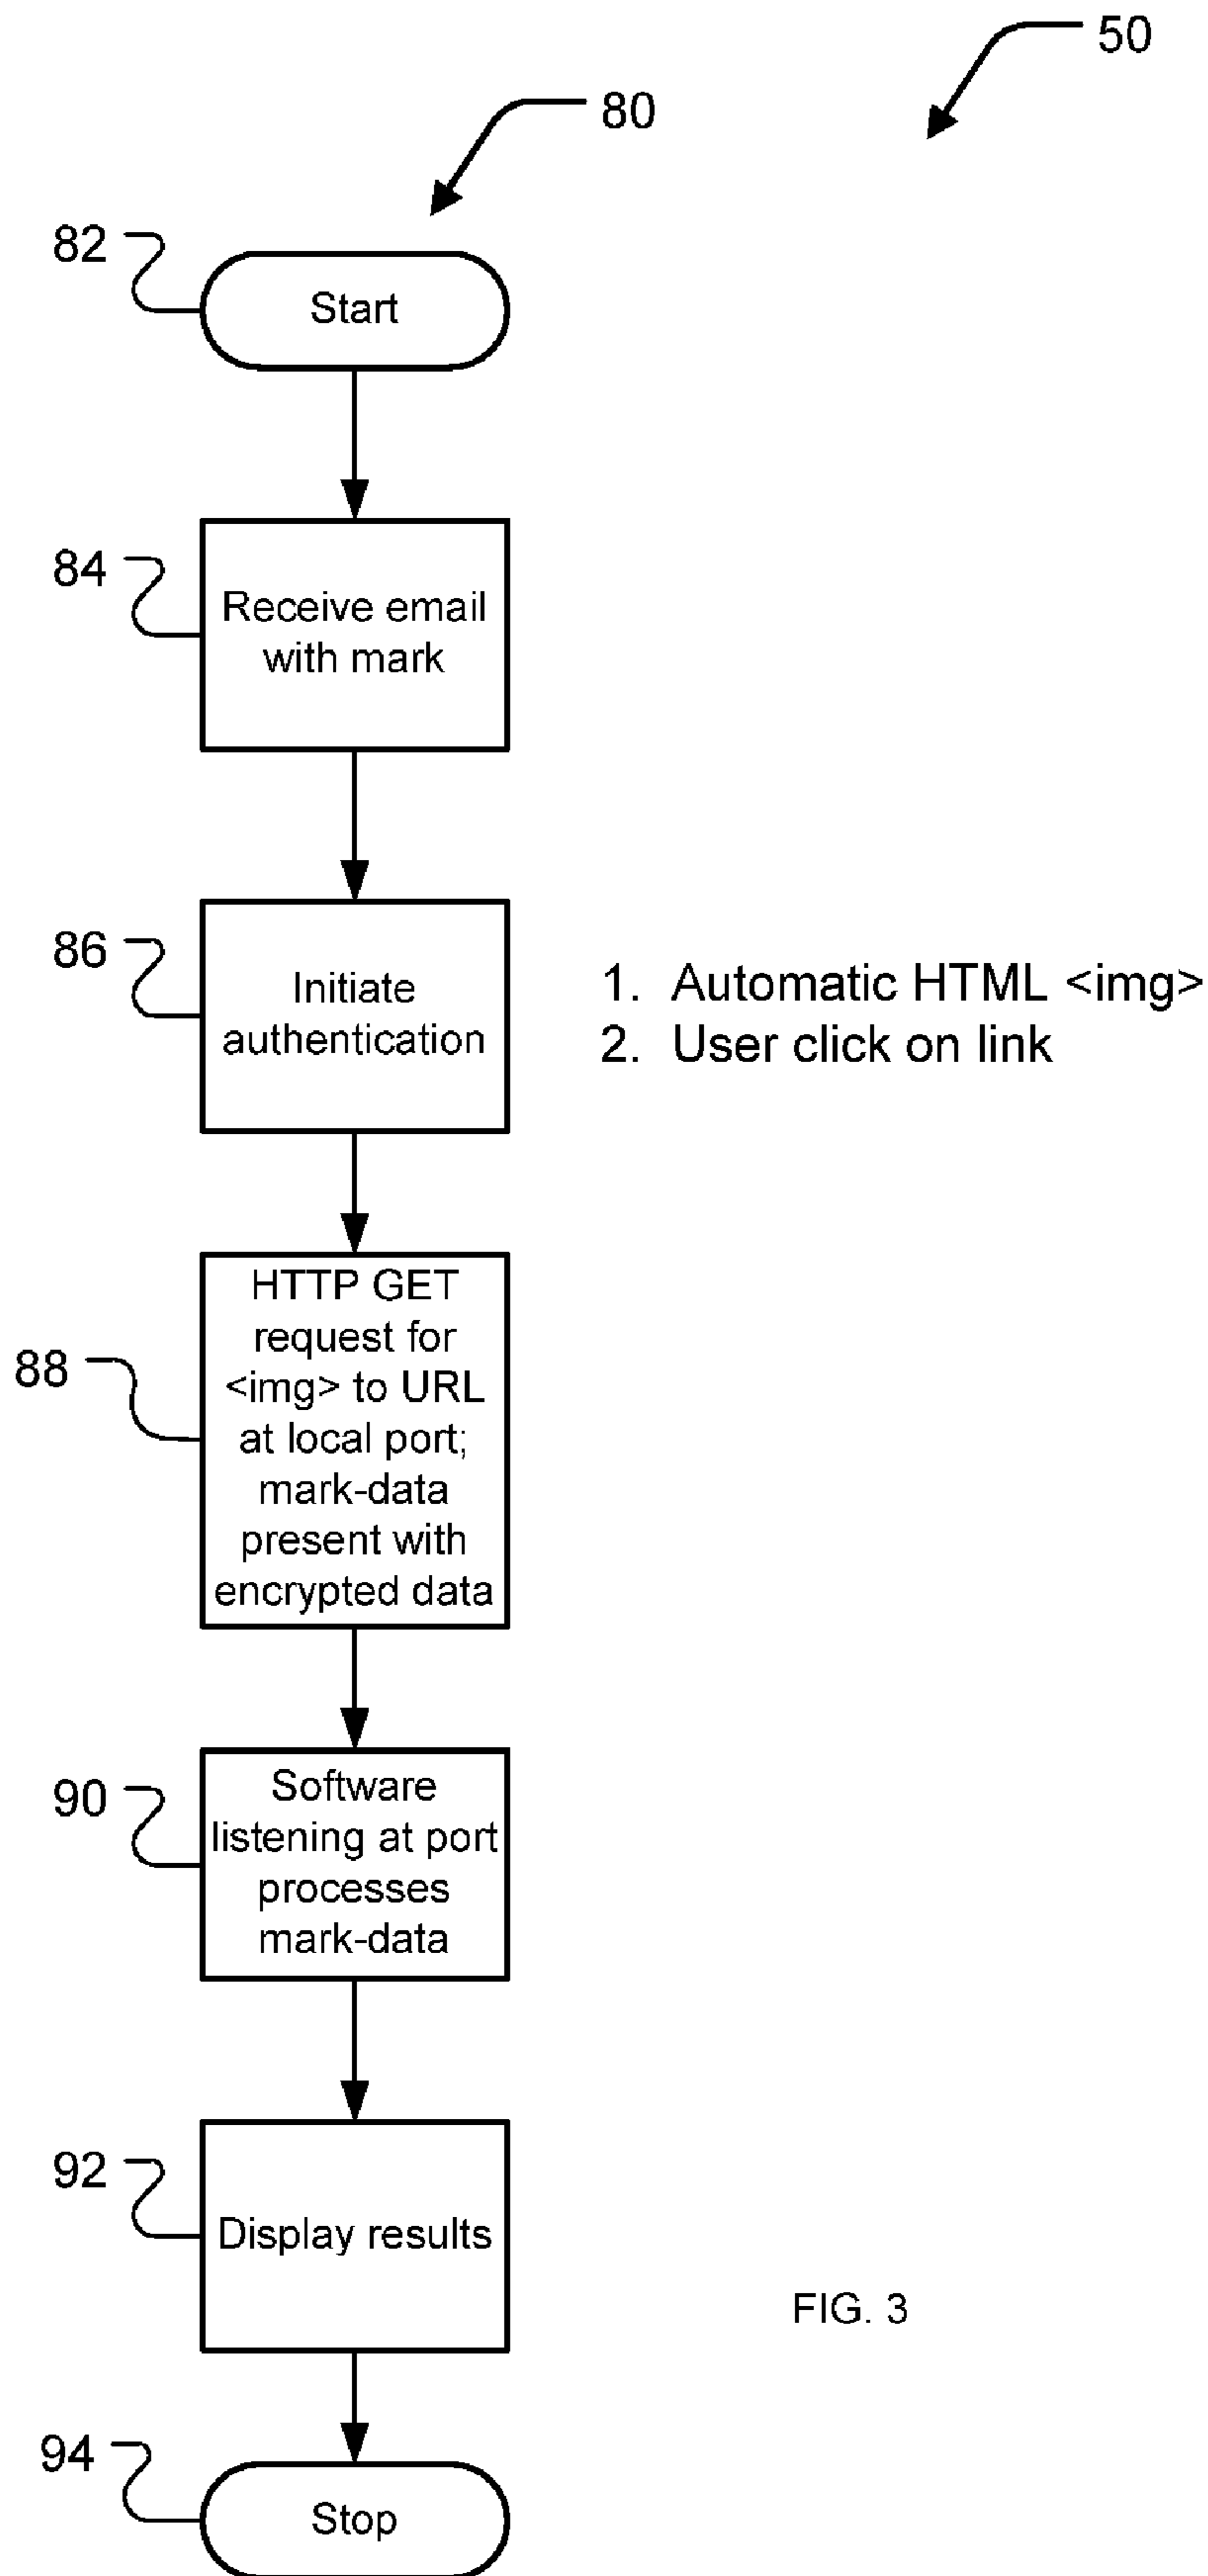 50
80
82
Start
84
Receive email
with mark
86
Initiate
authentication
1. Automatic HTML <img>
2. User click on link
88
HTTP GET
request for
<img> to URL
at local port;
mark-data
present with
encrypted data
90
Software
listening at port
processes
mark-data
92
Display results
FIG. 3
94
Stop